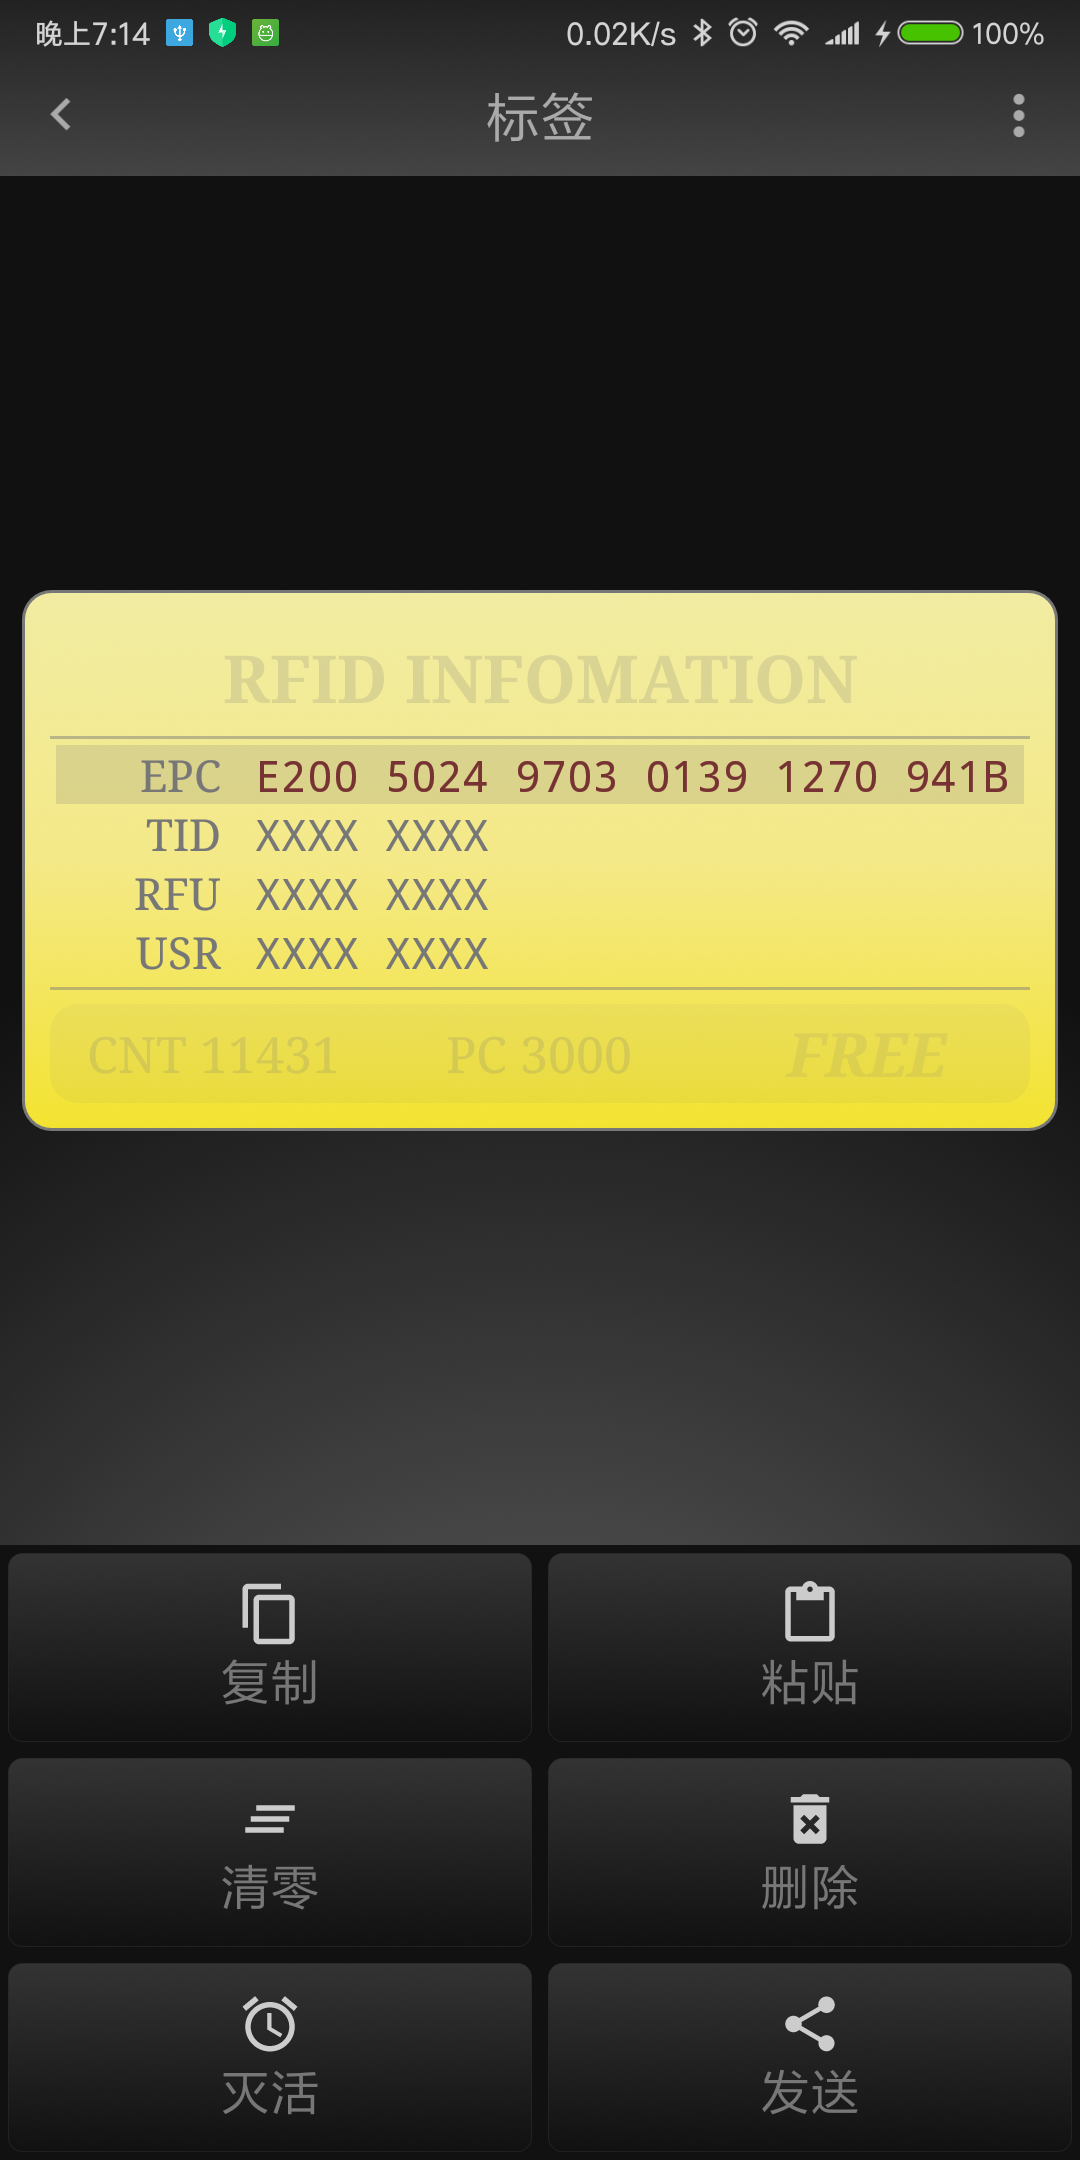 晚上7:14 0.02K/s 100%
标签
RFID INFOMATION
EPC E200 5024 9703 0139 1270 941B
TID XXXX XXXX
RFU XXXX XXXX
USR XXXX XXXX
CNT 11431 PC 3000 FREE
复制 粘贴
清零 删除
灭活 发送